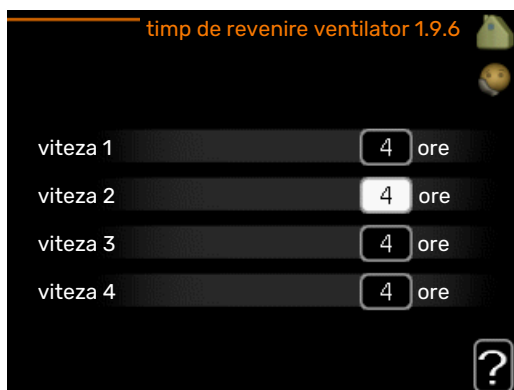 timp de revenire ventilator 1.9.6
viteza 1 4 ore
viteza 2 4 ore
viteza 3 4 ore
viteza 4 4 ore
?